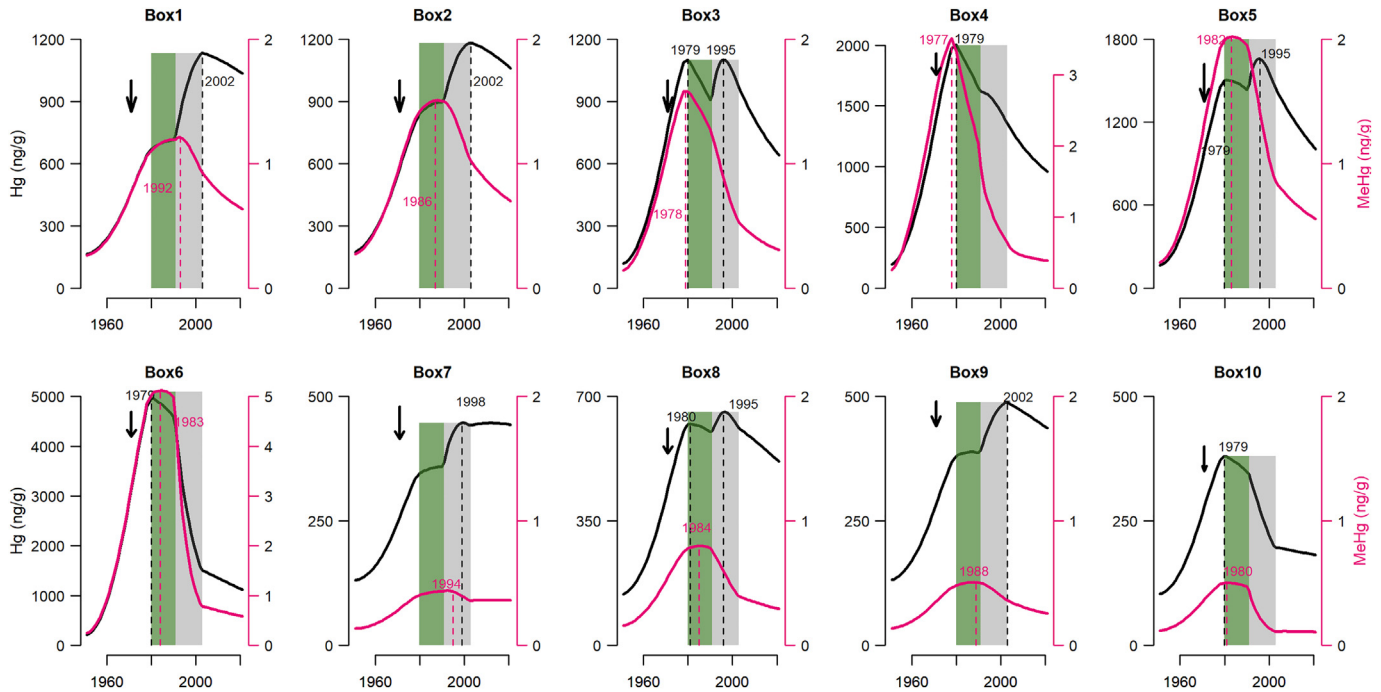 Box1 Box2 Box3 Box4 Box5
1200 2 1200 2 1200 1979 1995 2 2000 1977 1979 1800 1982 1995 2
900 2002 900 2002 900 1500 3 1200
Hg (ng/g) 600 1992 1 600 1986 1 600 1978 1 1000 2 1979 1 MeHg (ng/g)
300 300 300 500 1 600
0 0 0 0 0 0 0 0 0 0
1960 2000 1960 2000 1960 2000 1960 2000 1960 2000
Box6 Box7 Box8 Box9 Box10
5000 1979 1983 5 500 1998 2 700 1980 1995 2 500 2002 2 500 1979 2
4000 4
Hg (ng/g) 3000 3 250 1 350 1984 1 250 1 250 1 MeHg (ng/g)
2000 2
1000 1 1994 1988 1980
0 0 0 0 0 0 0 0 0 0
1960 2000 1960 2000 1960 2000 1960 2000 1960 2000